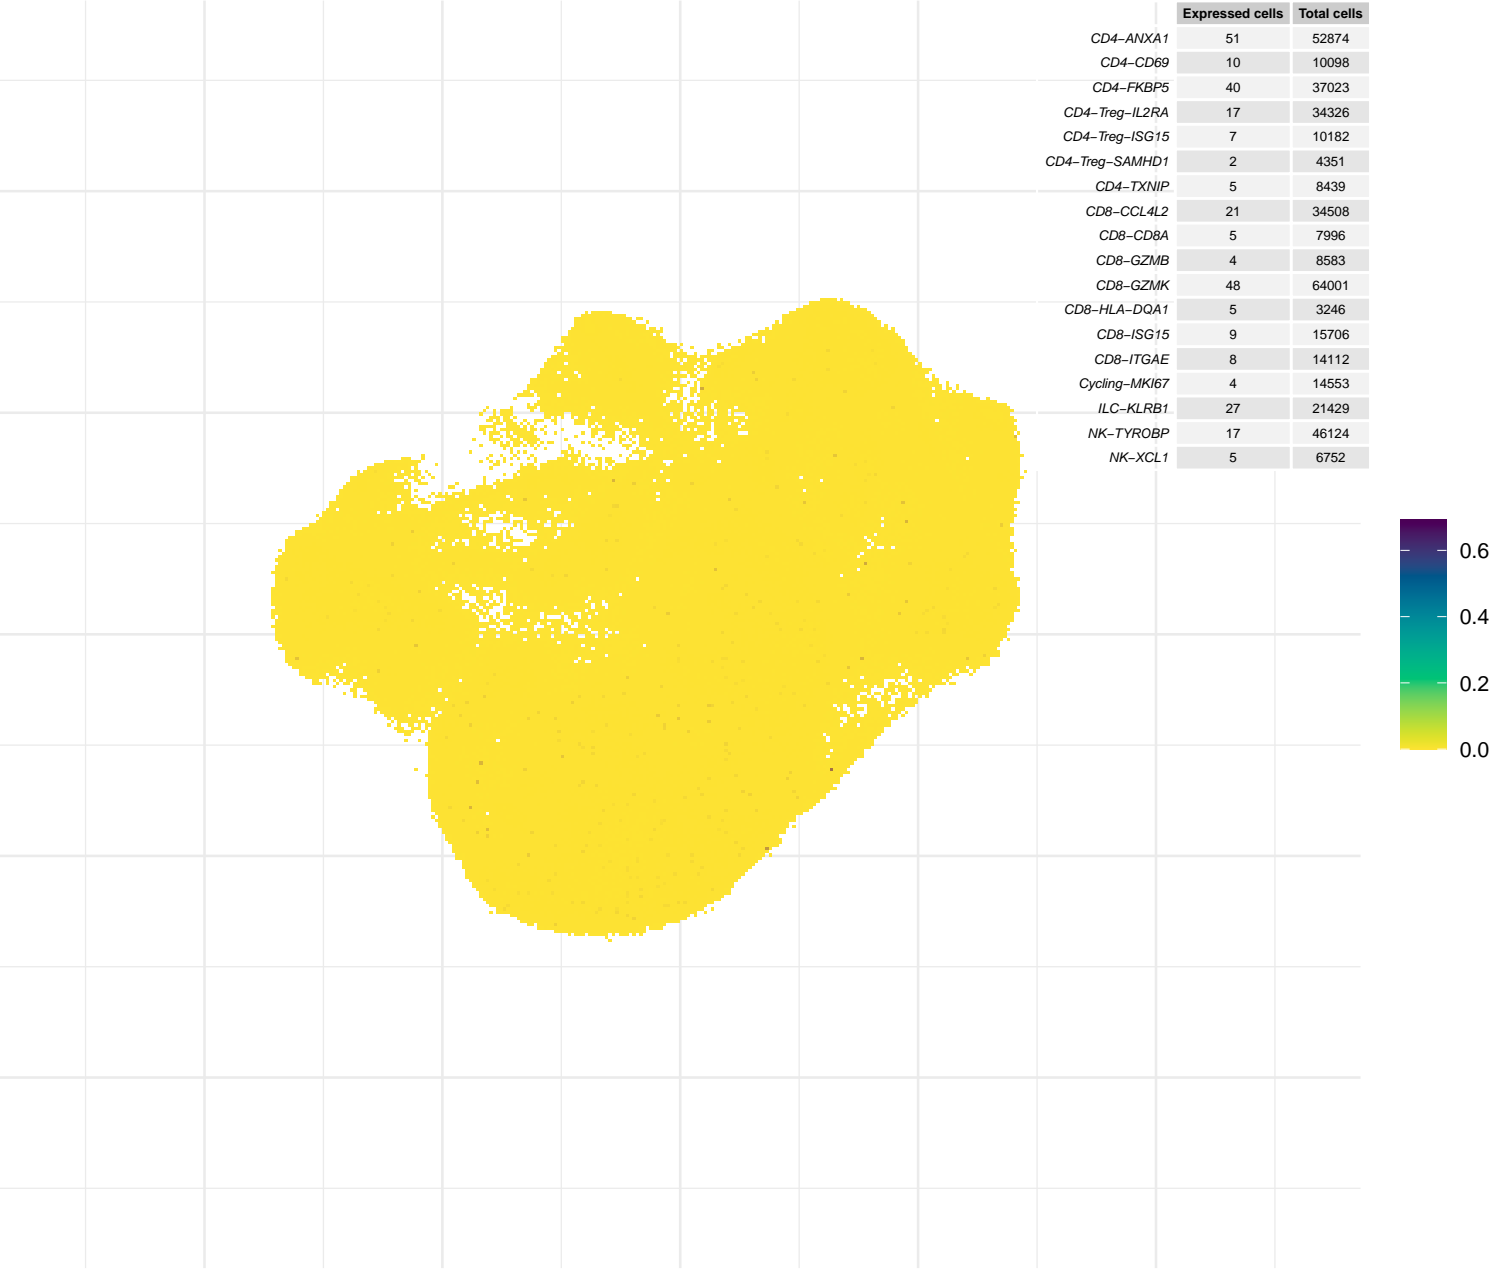 Expressed cells Total cells
CD4−ANXA1 51 52874
CD4−CD69 10 10098
CD4−FKBP5 40 37023
CD4−Treg−IL2RA 17 34326
CD4−Treg−ISG15 7 10182
CD4−Treg−SAMHD1 2 4351
CD4−TXNIP 5 8439
CD8−CCL4L2 21 34508
CD8−CD8A 5 7996
CD8−GZMB 4 8583
CD8−GZMK 48 64001
CD8−HLA−DQA1 5 3246
CD8−ISG15 9 15706
CD8−ITGAE 8 14112
Cycling−MKI67 4 14553
ILC−KLRB1 27 21429
NK−TYROBP 17 46124
NK−XCL1 5 6752
0.6
0.4
0.2
0.0